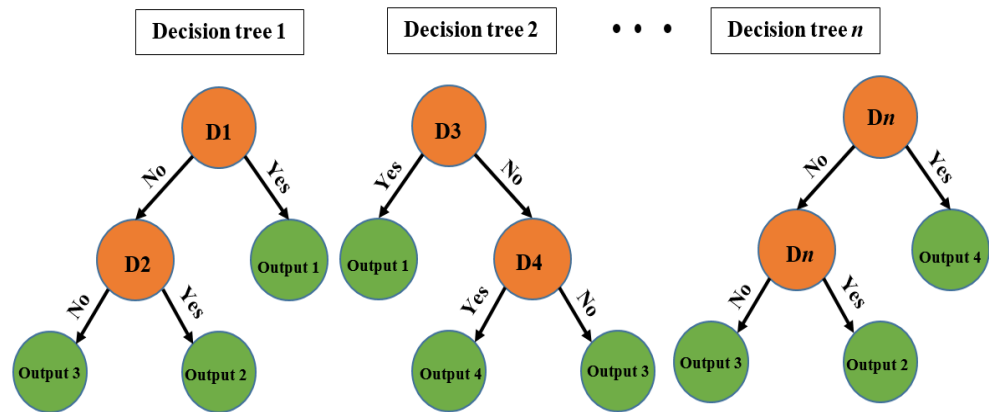 Decision tree 1
Decision tree 2
• • •
Decision tree n
D1
No
Yes
D2
Output 1
No
Yes
Output 3
Output 2
D3
Yes
No
Output 1
D4
Yes
No
Output 4
Output 3
Dn
No
Yes
Dn
Output 4
No
Yes
Output 3
Output 2